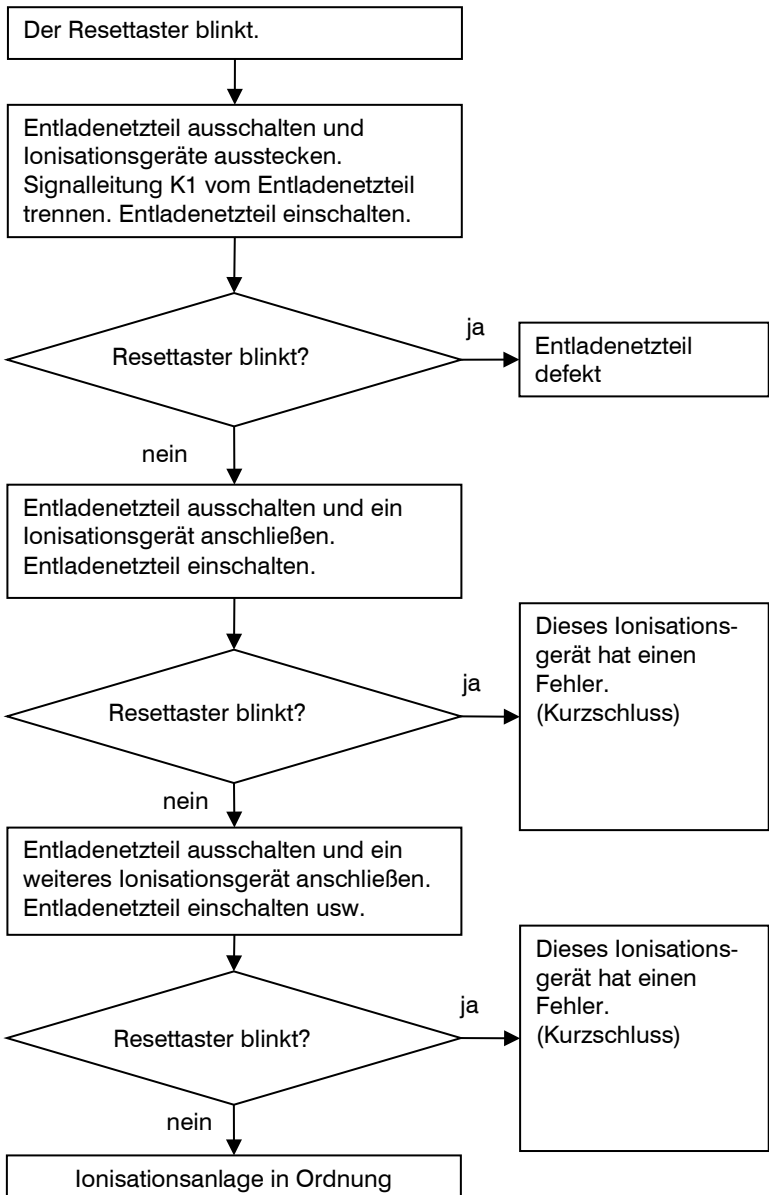 Der Resettaster blinkt.
Entladenetzteil ausschalten und
Ionisationsgeräte ausstecken.
Signalleitung K1 vom Entladenetzteil
trennen. Entladenetzteil einschalten.
Resettaster blinkt?
ja
Entladenetzteil
defekt
nein
Entladenetzteil ausschalten und ein
Ionisationsgerät anschließen.
Entladenetzteil einschalten.
Resettaster blinkt?
ja
Dieses Ionisations-
gerät hat einen
Fehler.
(Kurzschluss)
nein
Entladenetzteil ausschalten und ein
weiteres Ionisationsgerät anschließen.
Entladenetzteil einschalten usw.
Resettaster blinkt?
ja
Dieses Ionisations-
gerät hat einen
Fehler.
(Kurzschluss)
nein
Ionisationsanlage in Ordnung